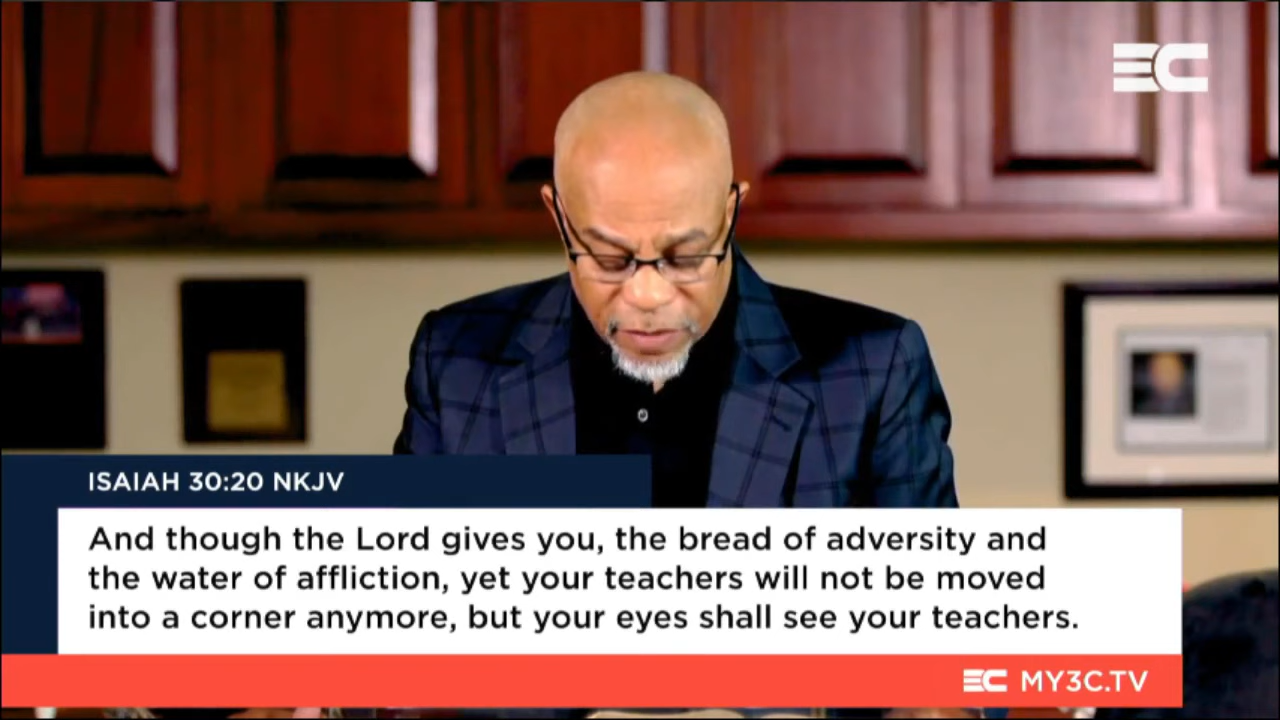 3C
ISAIAH 30:20 NKJV
And though the Lord gives you, the bread of adversity and
the water of affliction, yet your teachers will not be moved
into a corner anymore, but your eyes shall see your teachers.
3C MY3C.TV